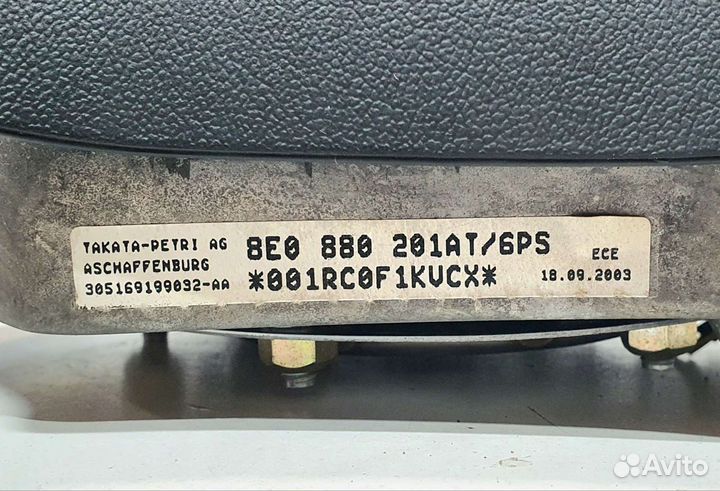 TAKATA-PETRI AG
ASCHAFFENBURG
305169199032-AA
8E0 880 201AT/6PS
*001RC0F1KVCX*
ECE
18.09.2003
Avito